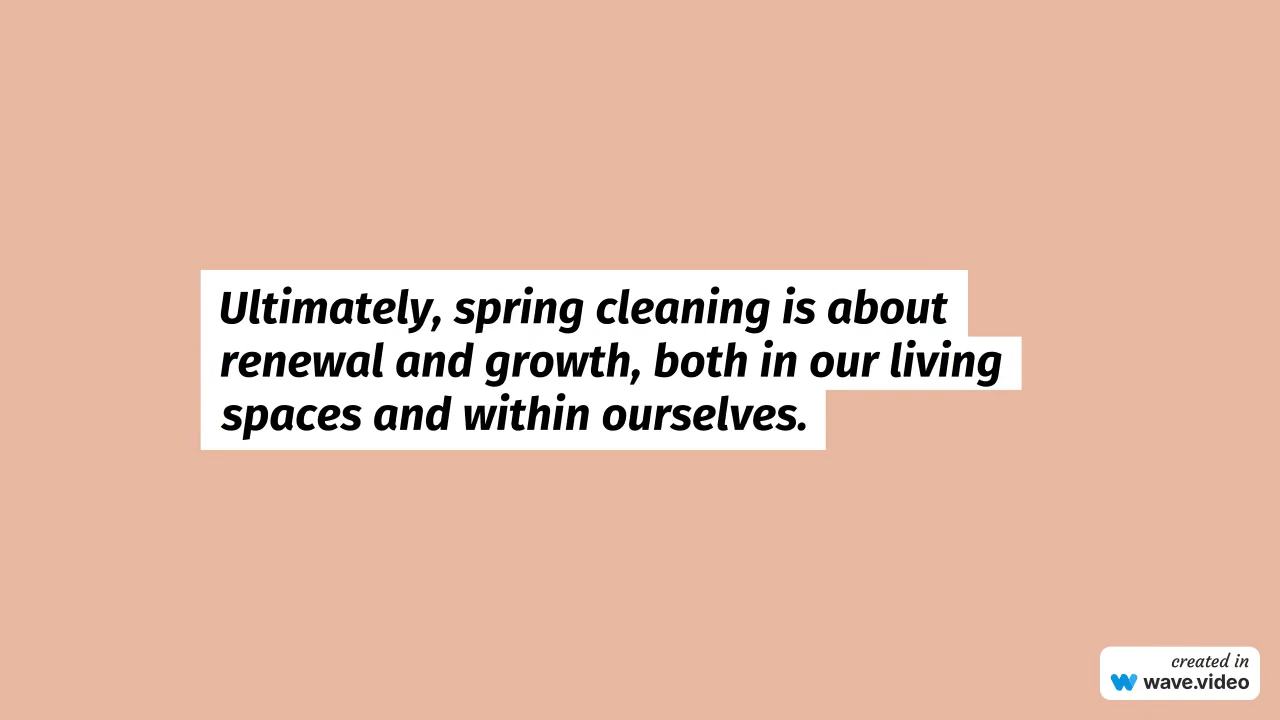 Ultimately, spring cleaning is about
renewal and growth, both in our living
spaces and within ourselves.
created in
wave.video